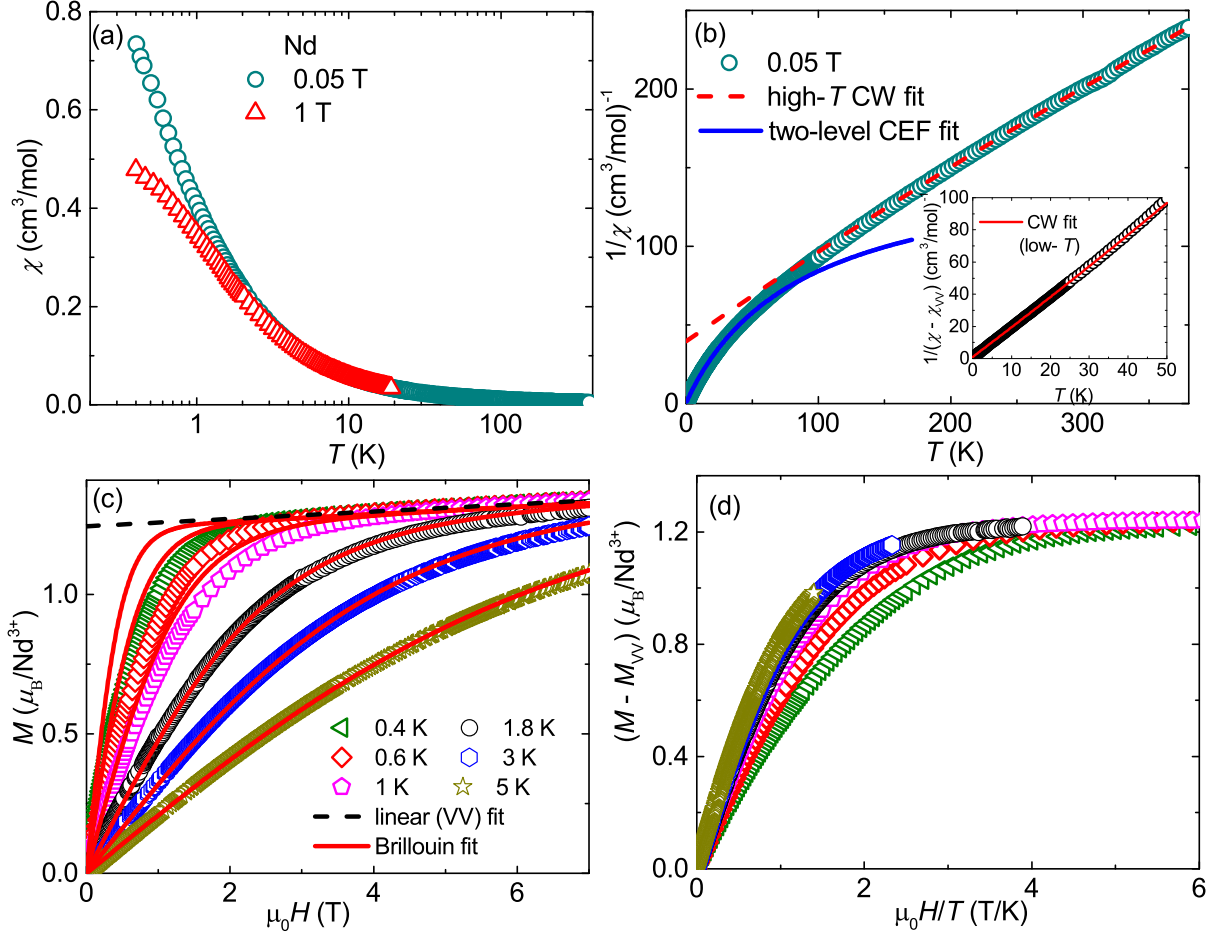 (a)
Nd
0.05 T
1 T
0.8
0.6
0.4
0.2
0.0
χ (cm³/mol)
1
10
100
T (K)
(b)
0.05 T
high-T CW fit
two-level CEF fit
200
100
0
1/χ (cm³/mol)⁻¹
0
100
200
300
T (K)
CW fit
(low- T)
100
80
60
40
20
0
1/(χ - χVV) (cm³/mol)⁻¹
0
10
20
30
40
50
T (K)
(c)
1.0
0.5
0.0
M (μB/Nd³⁺)
0.4 K
1.8 K
0.6 K
3 K
1 K
5 K
linear (VV) fit
Brillouin fit
0
2
4
6
μ₀H (T)
(d)
1.2
0.8
0.4
0.0
(M - MVV) (μB/Nd³⁺)
0
2
4
6
μ₀H/T (T/K)